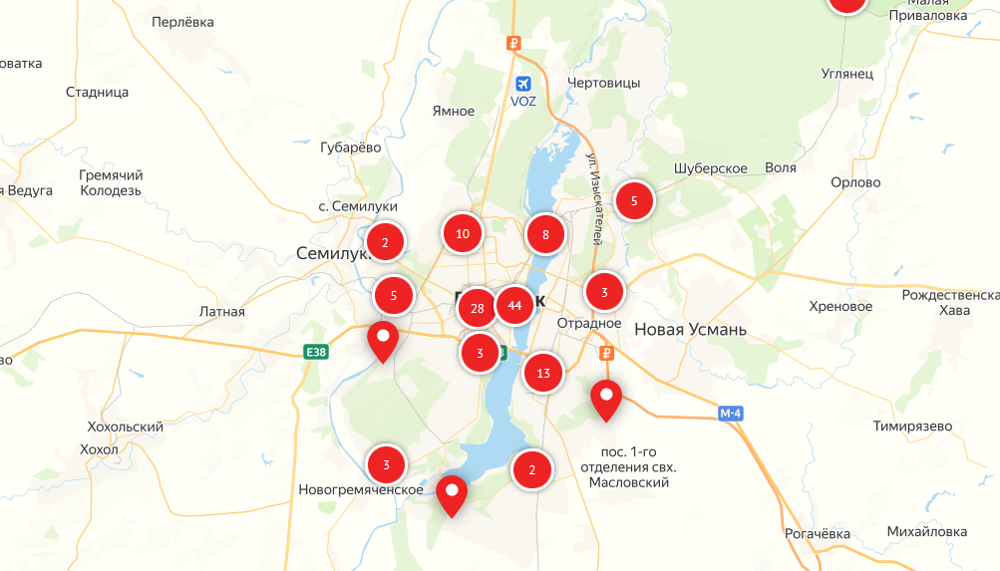 Малая
Приваловка
Перлёвка
оватка
Стадница
Углянец
Чертовицы
VOZ
Ямное
Губарёво
ул. Изыскателей
Шуберское
Воля
Гремячий
Колодезь
я Ведуга
Орлово
с. Семилуки
5
10
8
2
Семилуки
5
3
28
44
к
Рождественска
Хава
Хреновое
Латная
Отрадное
Новая Усмань
E38
3
во
13
М-4
Хохольский
Хохол
Тимирязево
пос. 1-го
отделения свх.
Масловский
3
2
Новогремяченское
Рогачёвка
Михайловка